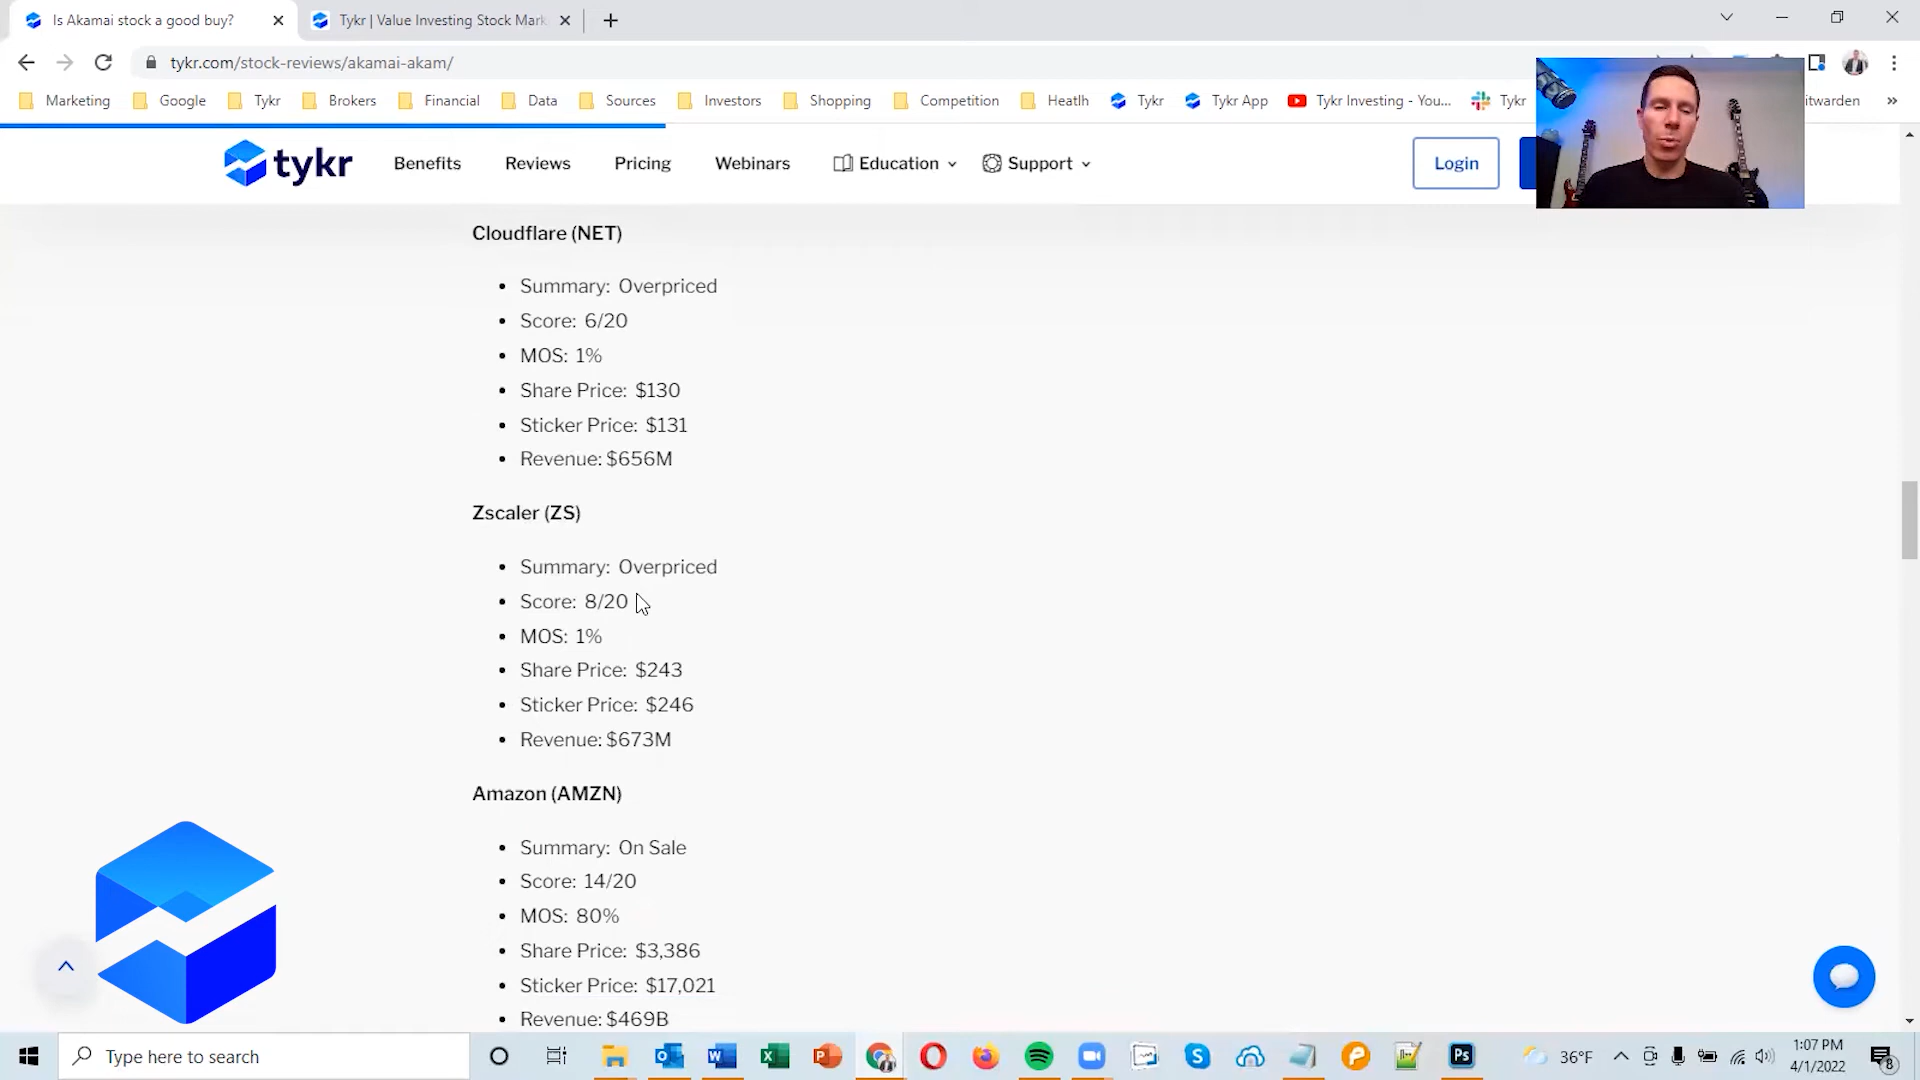 Is Akamai stock a good buy?
Tykr | Value Investing Stock Mark
tykr.com/stock-reviews/akamai-akam/
Marketing Google Tykr Brokers Financial Data Sources Investors Shopping Competition Heatlh Tykr Tykr App Tykr Investing - You... Tykr itwarden »
tykr Benefits Reviews Pricing Webinars Education Support Login
Cloudflare (NET)
• Summary: Overpriced
• Score: 6/20
• MOS: 1%
• Share Price: $130
• Sticker Price: $131
• Revenue: $656M
Zscaler (ZS)
• Summary: Overpriced
• Score: 8/20
• MOS: 1%
• Share Price: $243
• Sticker Price: $246
• Revenue: $673M
Amazon (AMZN)
• Summary: On Sale
• Score: 14/20
• MOS: 80%
• Share Price: $3,386
• Sticker Price: $17,021
• Revenue: $469B
Type here to search
36°F
1:07 PM
4/1/2022
8